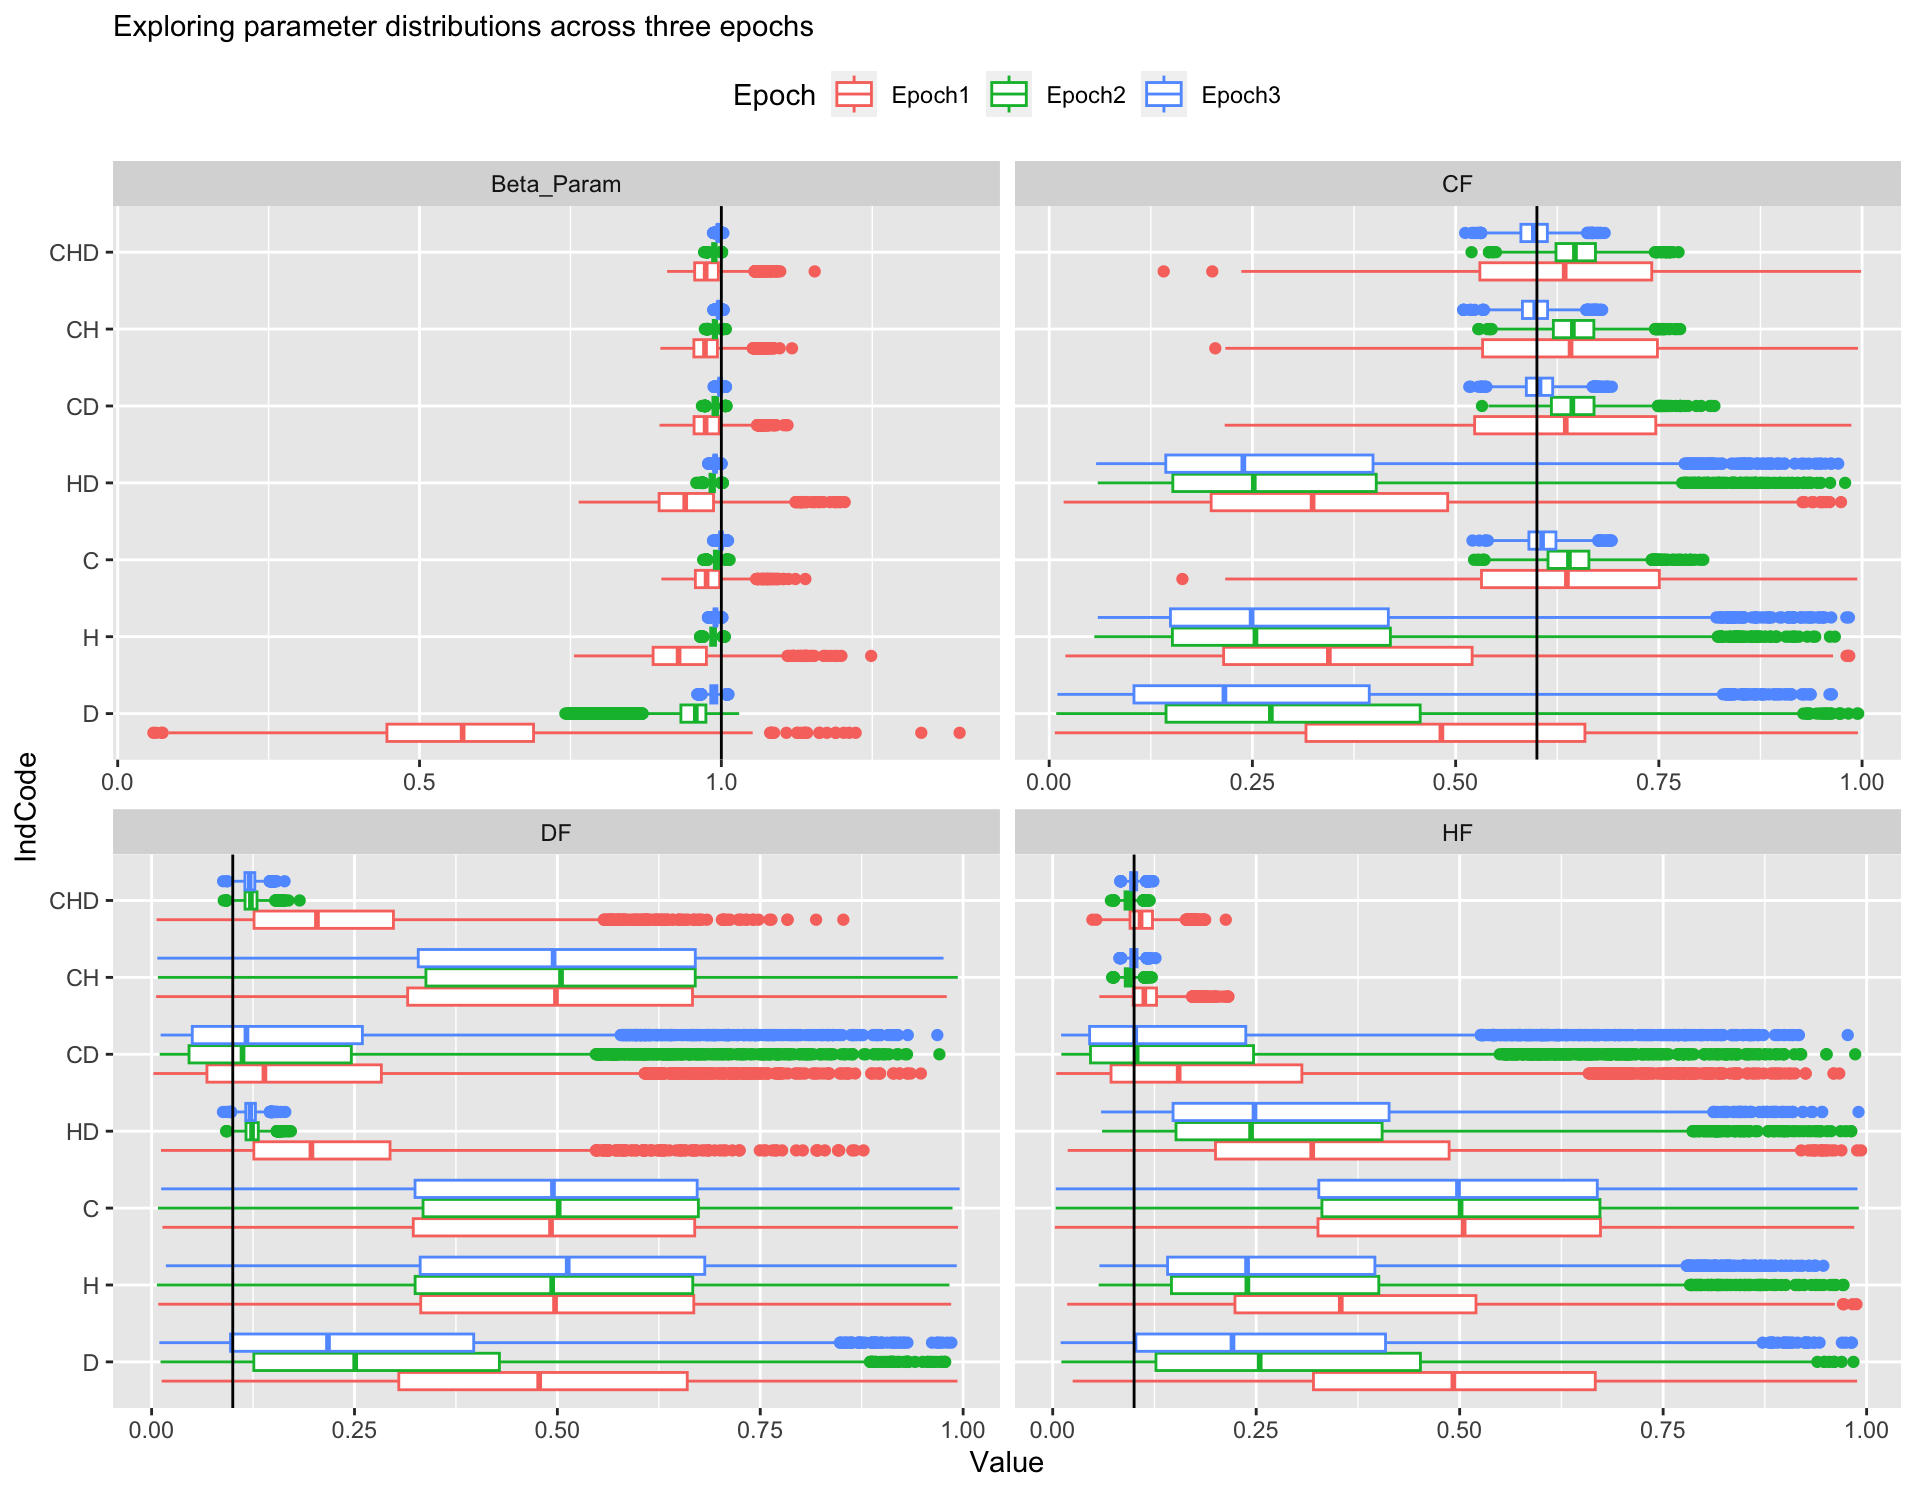 Exploring parameter distributions across three epochs
Epoch Epoch1 Epoch2 Epoch3
Beta_Param CF
CHD
CH
CD
HD
C
H
D
0.0 0.5 1.0 0.00 0.25 0.50 0.75 1.00
IndCode
DF HF
CHD
CH
CD
HD
C
H
D
0.00 0.25 0.50 0.75 1.00 0.00 0.25 0.50 0.75 1.00
Value